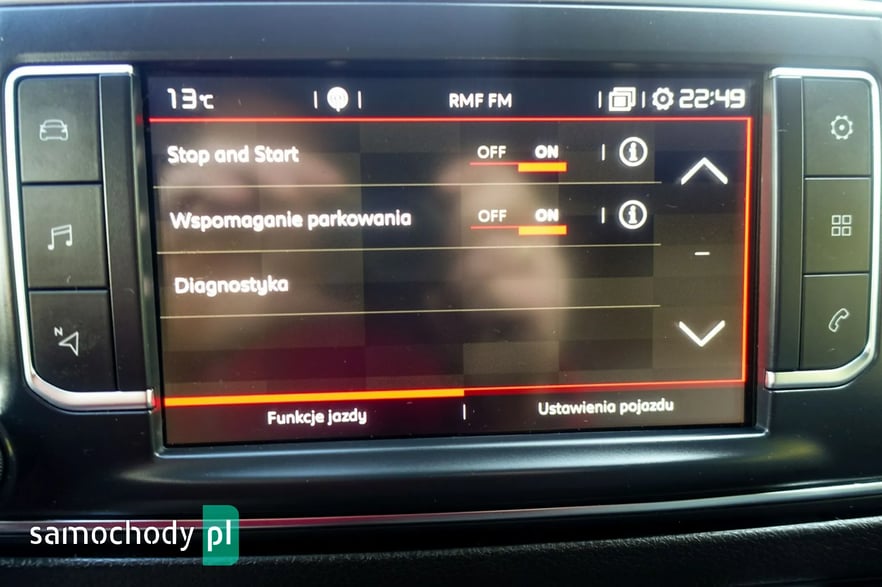 13°C RMF FM 22:49
Stop and Start OFF ON
Wspomaganie parkowania OFF ON
Diagnostyka
Funkcje jazdy Ustawienia pojazdu
N
samochody pl